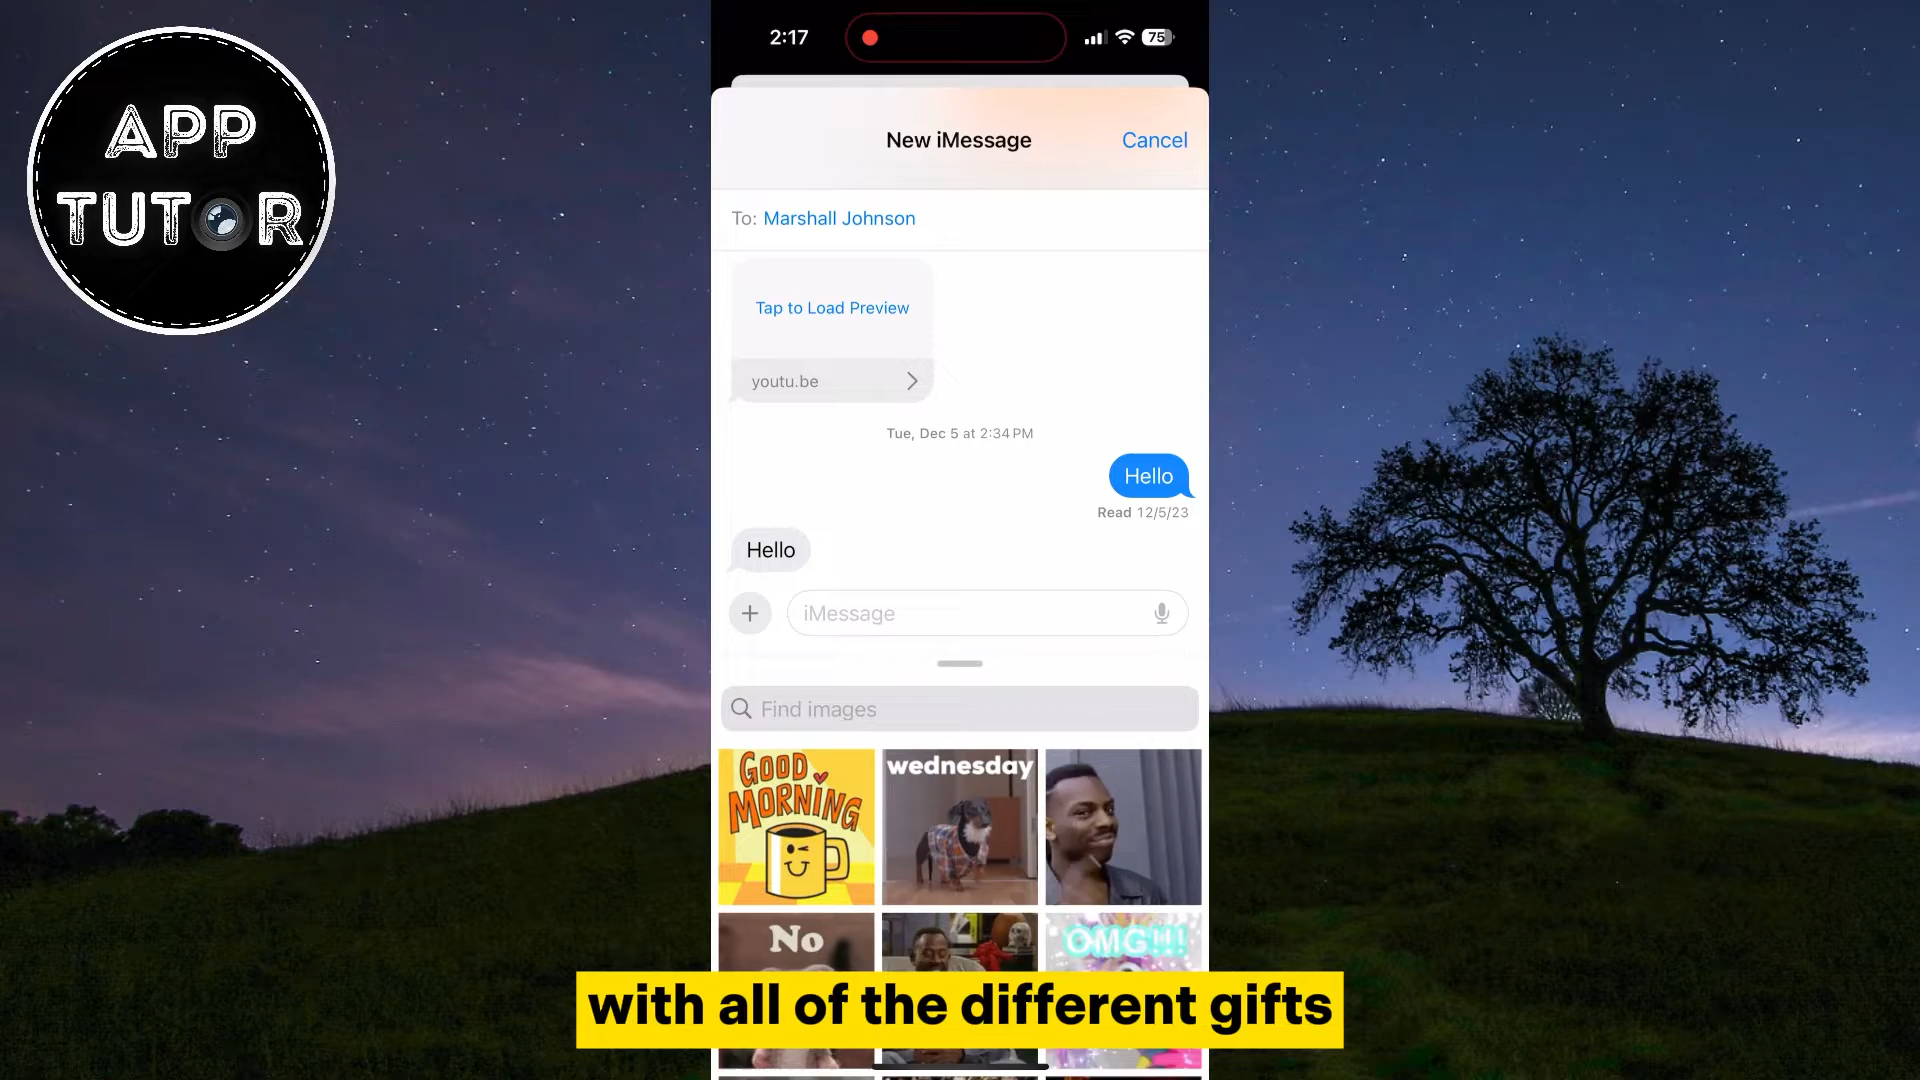 APP
TUTOR
2:17
75
New iMessage
Cancel
To: Marshall Johnson
Tap to Load Preview
youtu.be
Tue, Dec 5 at 2:34 PM
Hello
Read 12/5/23
Hello
iMessage
Find images
GOOD
MORNING
wednesday
No
OMG!!!
with all of the different gifts